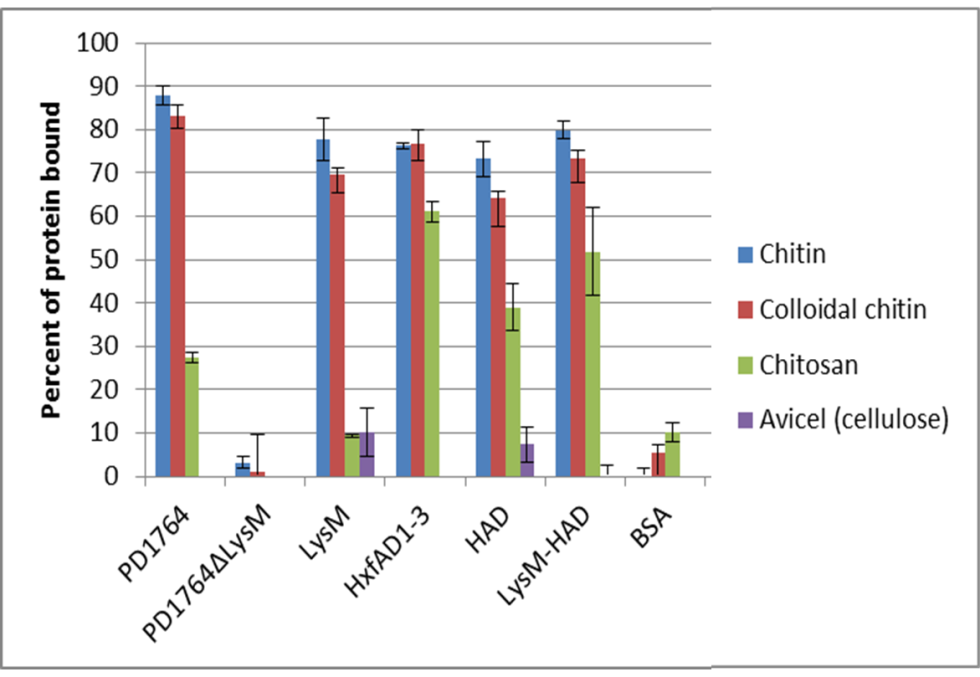 Percent of protein bound
100
90
80
70
60
50
40
30
20
10
0
PD1764
PD1764ΔLysM
LysM
HxfAD1-3
HAD
LysM-HAD
BSA
Chitin
Colloidal chitin
Chitosan
Avicel (cellulose)